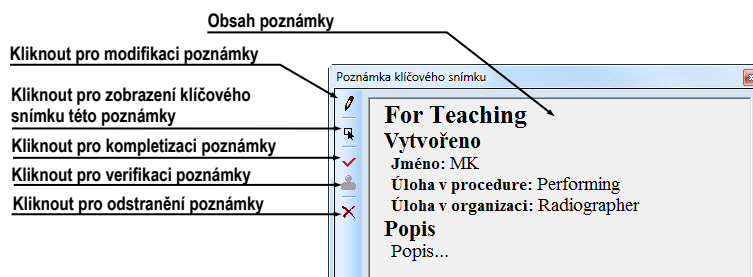 Obsah poznámky
Kliknout pro modifikaci poznámky
Kliknout pro zobrazení klíčového
snímku této poznámky
Kliknout pro kompletizaci poznámky
Kliknout pro verifikaci poznámky
Kliknout pro odstranění poznámky
Poznámka klíčového snímku
For Teaching
Vytvořeno
Jméno: MK
Úloha v procedure: Performing
Úloha v organizaci: Radiographer
Popis
Popis...